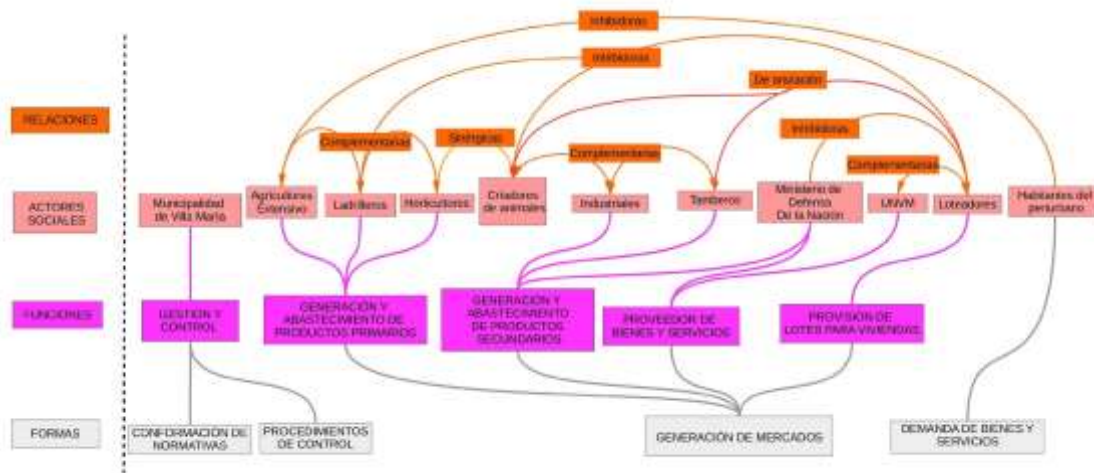 Inhibidoras
Inhibidoras
De anulación
RELACIONES
Complementarias
Sinérgicas
Complementarias
Inhibidoras
Complementarias
ACTORES
SOCIALES
Municipalidad
de Villa María
Agricultores
Extensivo
Ladrilleros
Horticultores
Criadores
de animales
Industriales
Tamberos
Ministerio de
Defensa
De la Nación
UNVM
Loteadores
Habitantes del
periurbano
FUNCIONES
GESTIÓN Y
CONTROL
GENERACIÓN Y
ABASTECIMIENTO DE
PRODUCTOS PRIMARIOS
GENERACIÓN Y
ABASTECIMIENTO
DE PRODUCTOS
SECUNDARIOS
PROVEEDOR DE
BIENES Y SERVICIOS
PROVISIÓN DE
LOTES PARA VIVIENDAS
FORMAS
CONFORMACIÓN DE
NORMATIVAS
PROCEDIMIENTOS
DE CONTROL
GENERACIÓN DE MERCADOS
DEMANDA DE BIENES Y
SERVICIOS